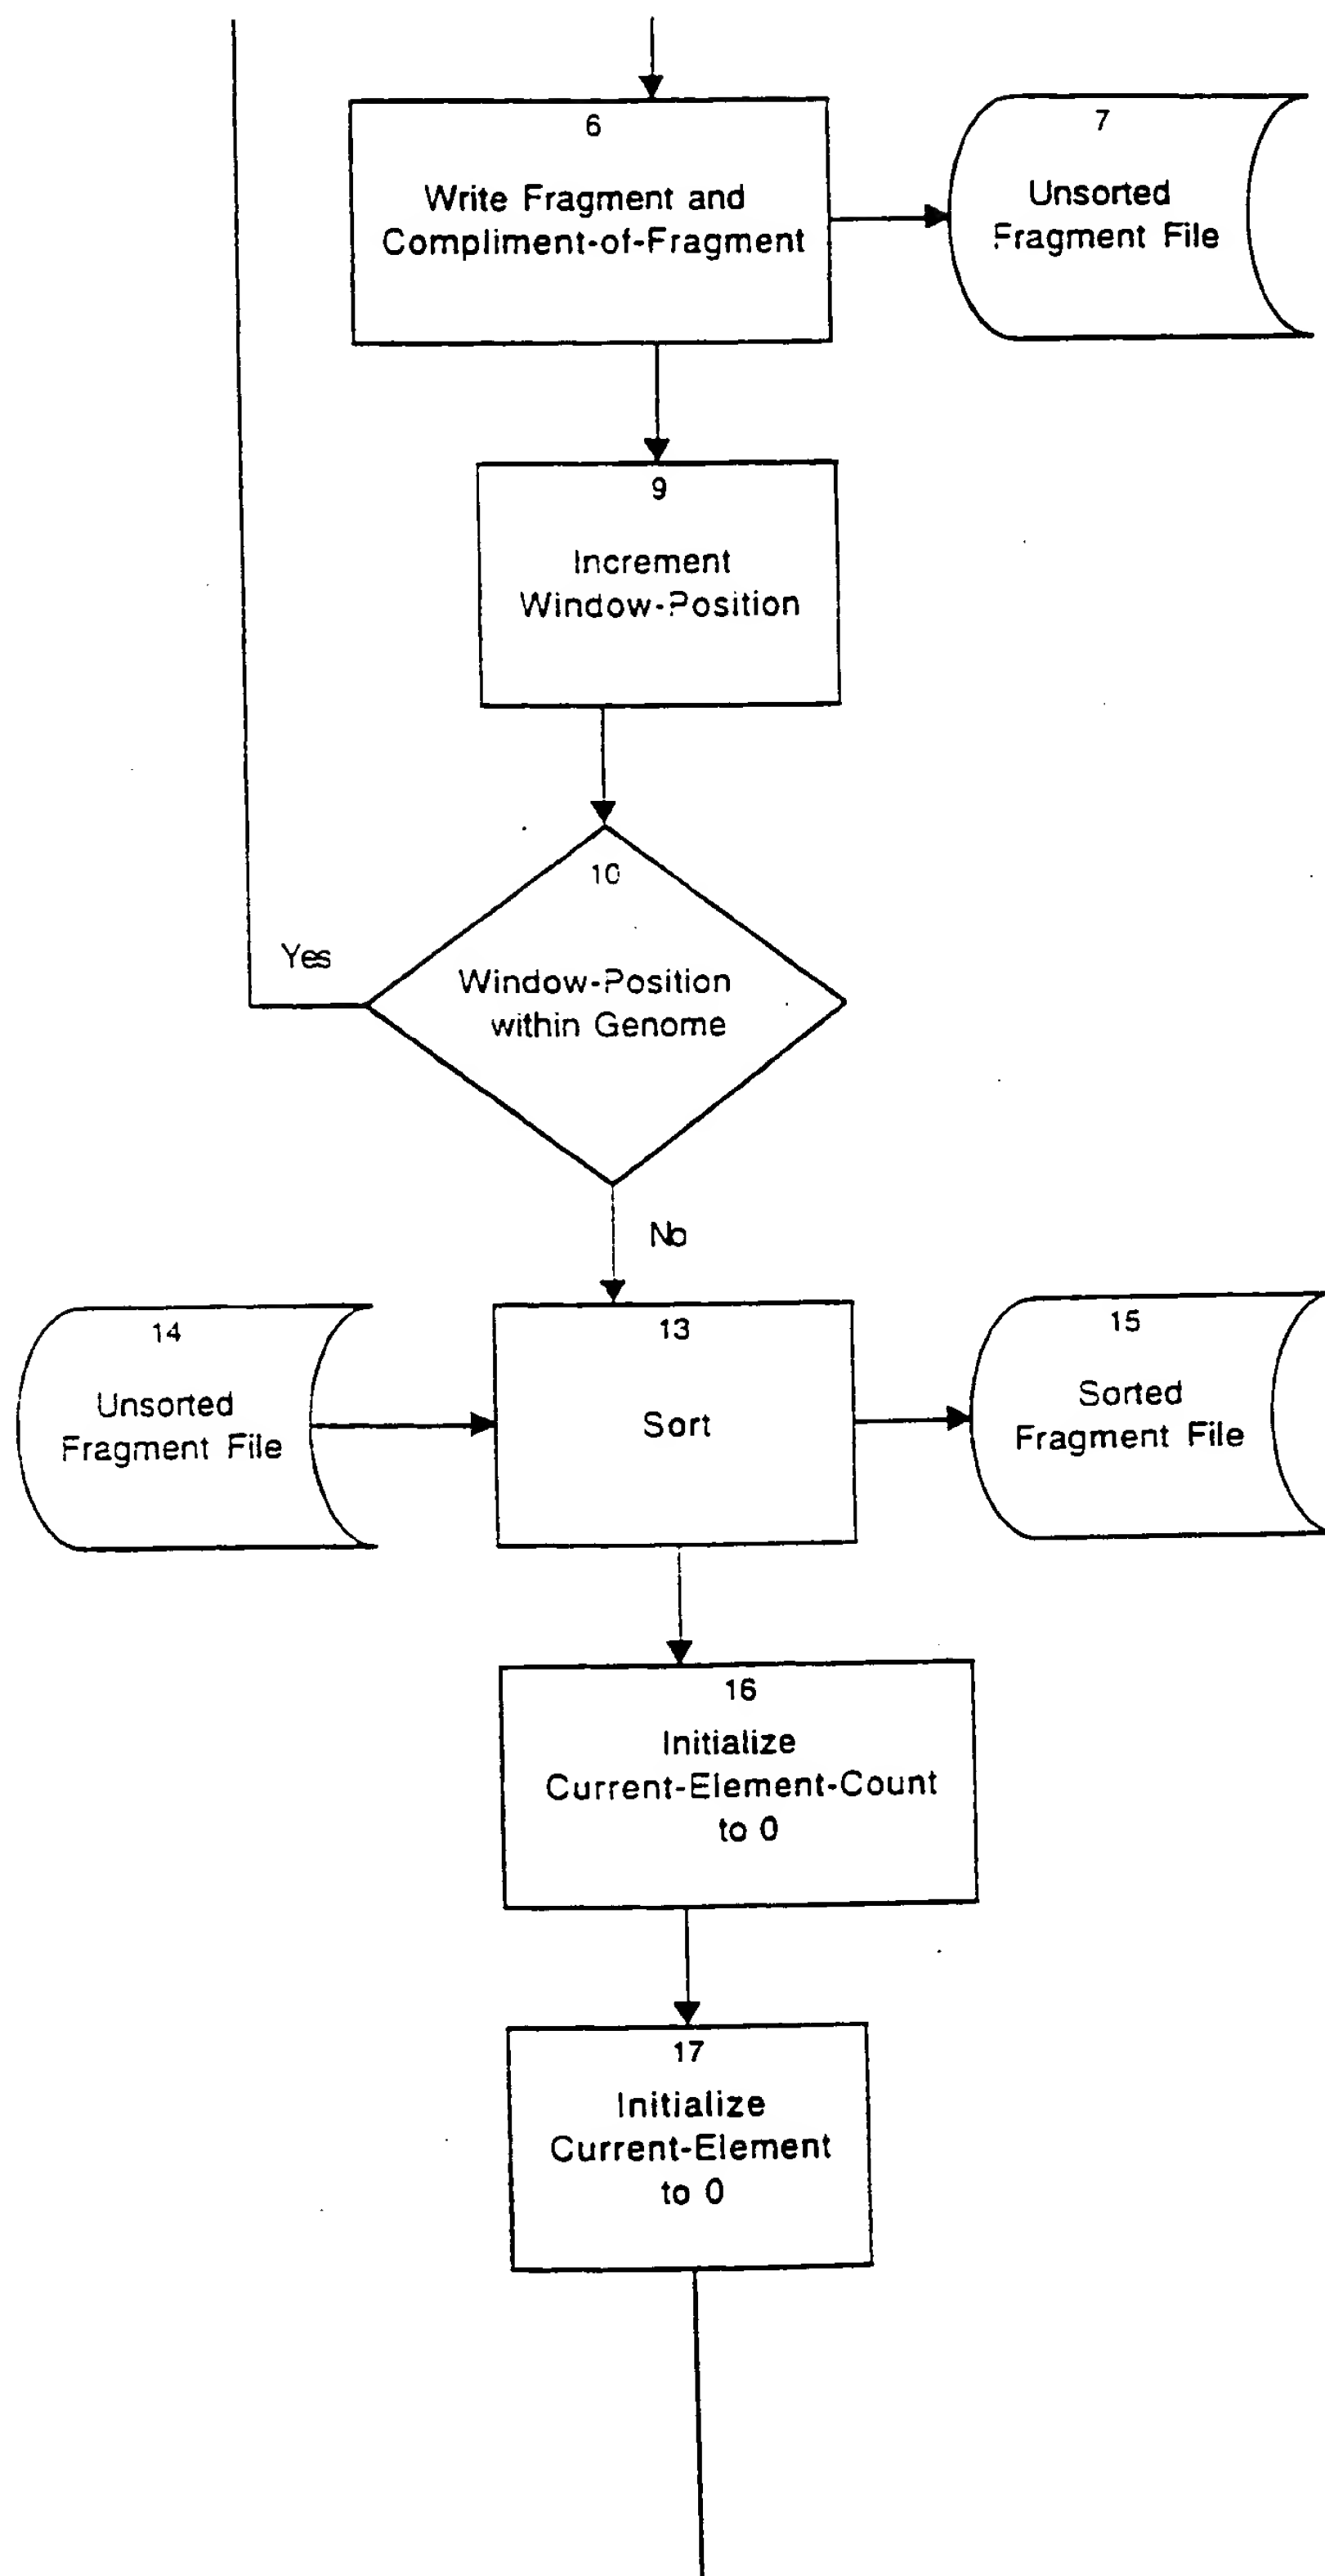 6
Write Fragment and
Compliment-of-Fragment
7
Unsorted
Fragment File
9
Increment
Window-Position
10
Window-Position
within Genome
Yes
No
14
Unsorted
Fragment File
13
Sort
15
Sorted
Fragment File
16
Initialize
Current-Element-Count
to 0
17
Initialize
Current-Element
to 0